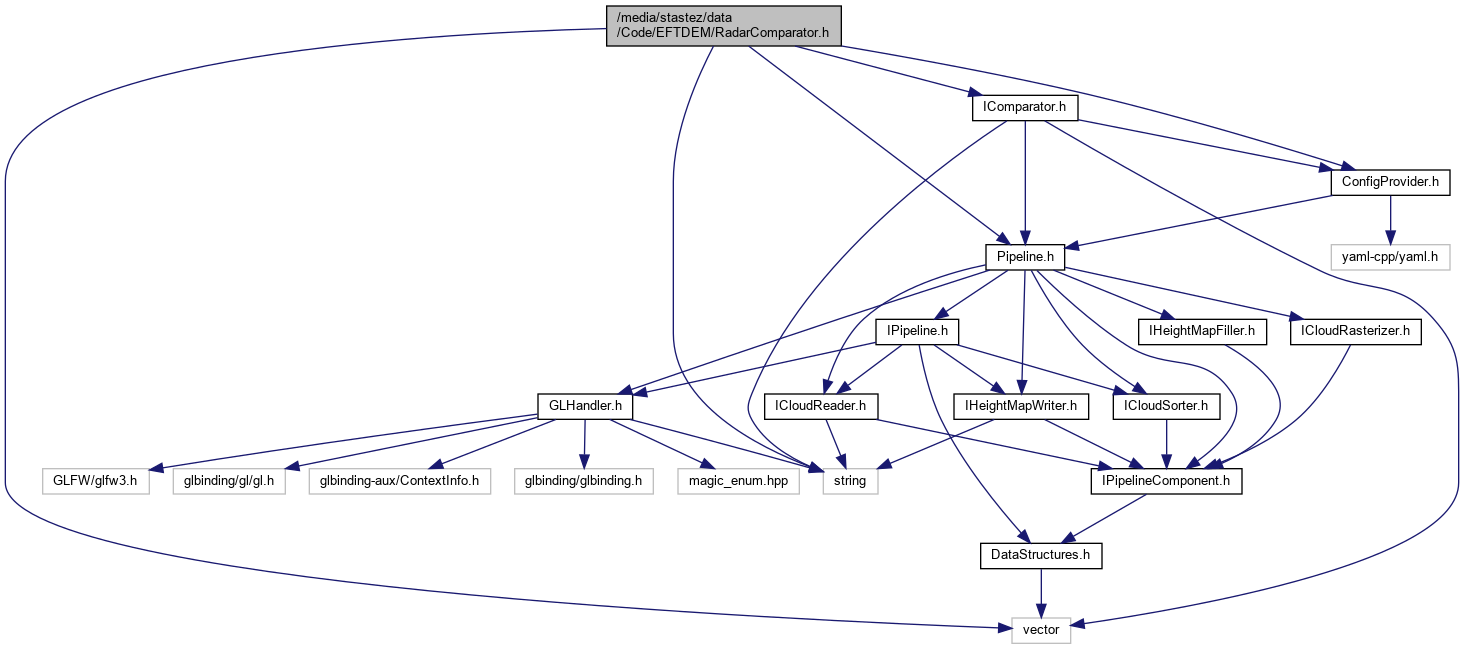 /media/stastez/data
/Code/EFTDEM/RadarComparator.h
IComparator.h
ConfigProvider.h
Pipeline.h
yaml-cpp/yaml.h
IPipeline.h
IHeightMapFiller.h
ICloudRasterizer.h
GLHandler.h
ICloudReader.h
IHeightMapWriter.h
ICloudSorter.h
GLFW/glfw3.h
glbinding/gl/gl.h
glbinding-aux/ContextInfo.h
glbinding/glbinding.h
magic_enum.hpp
string
IPipelineComponent.h
DataStructures.h
vector